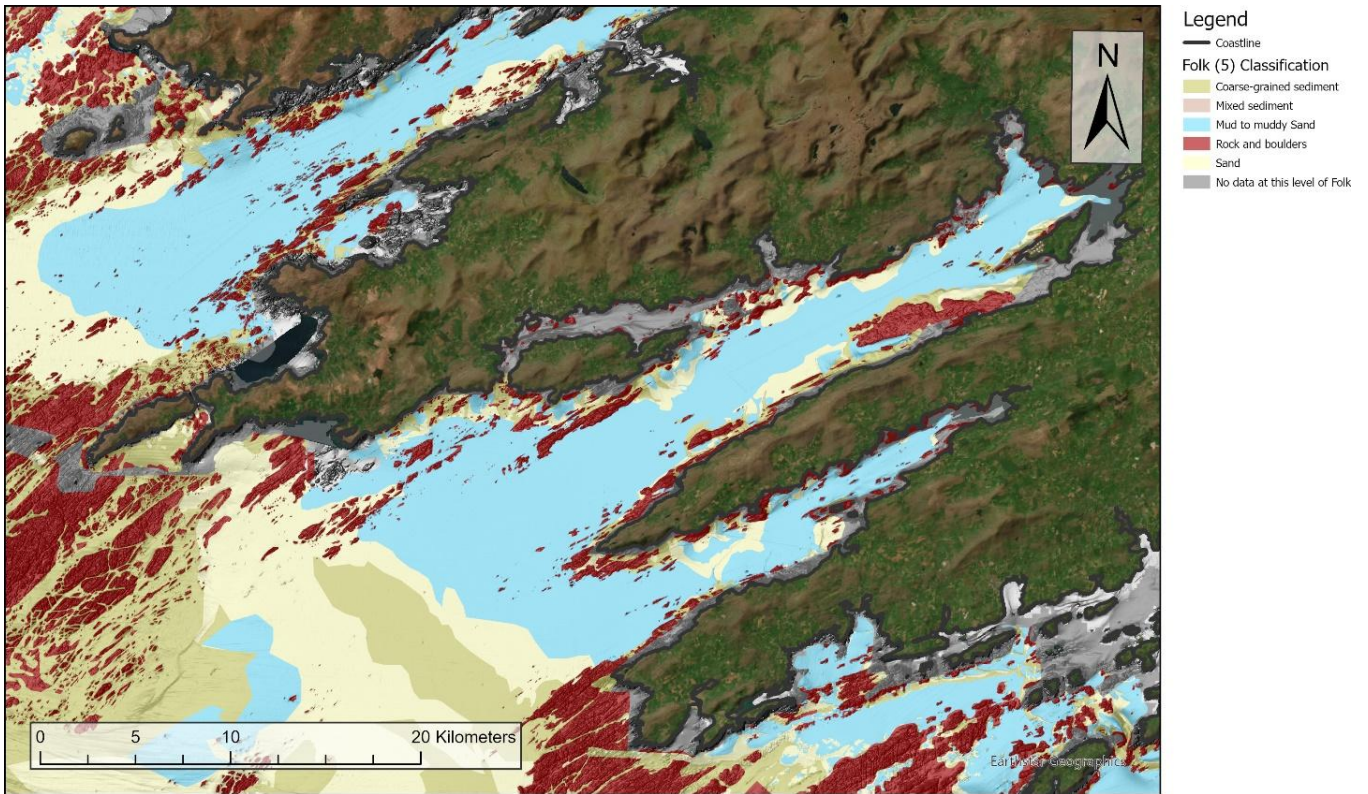 Legend
Coastline
Folk (5) Classification
Coarse-grained sediment
Mixed sediment
Mud to muddy Sand
Rock and boulders
Sand
No data at this level of Folk
N
0 5 10 20 Kilometers
Earthstar Geographics